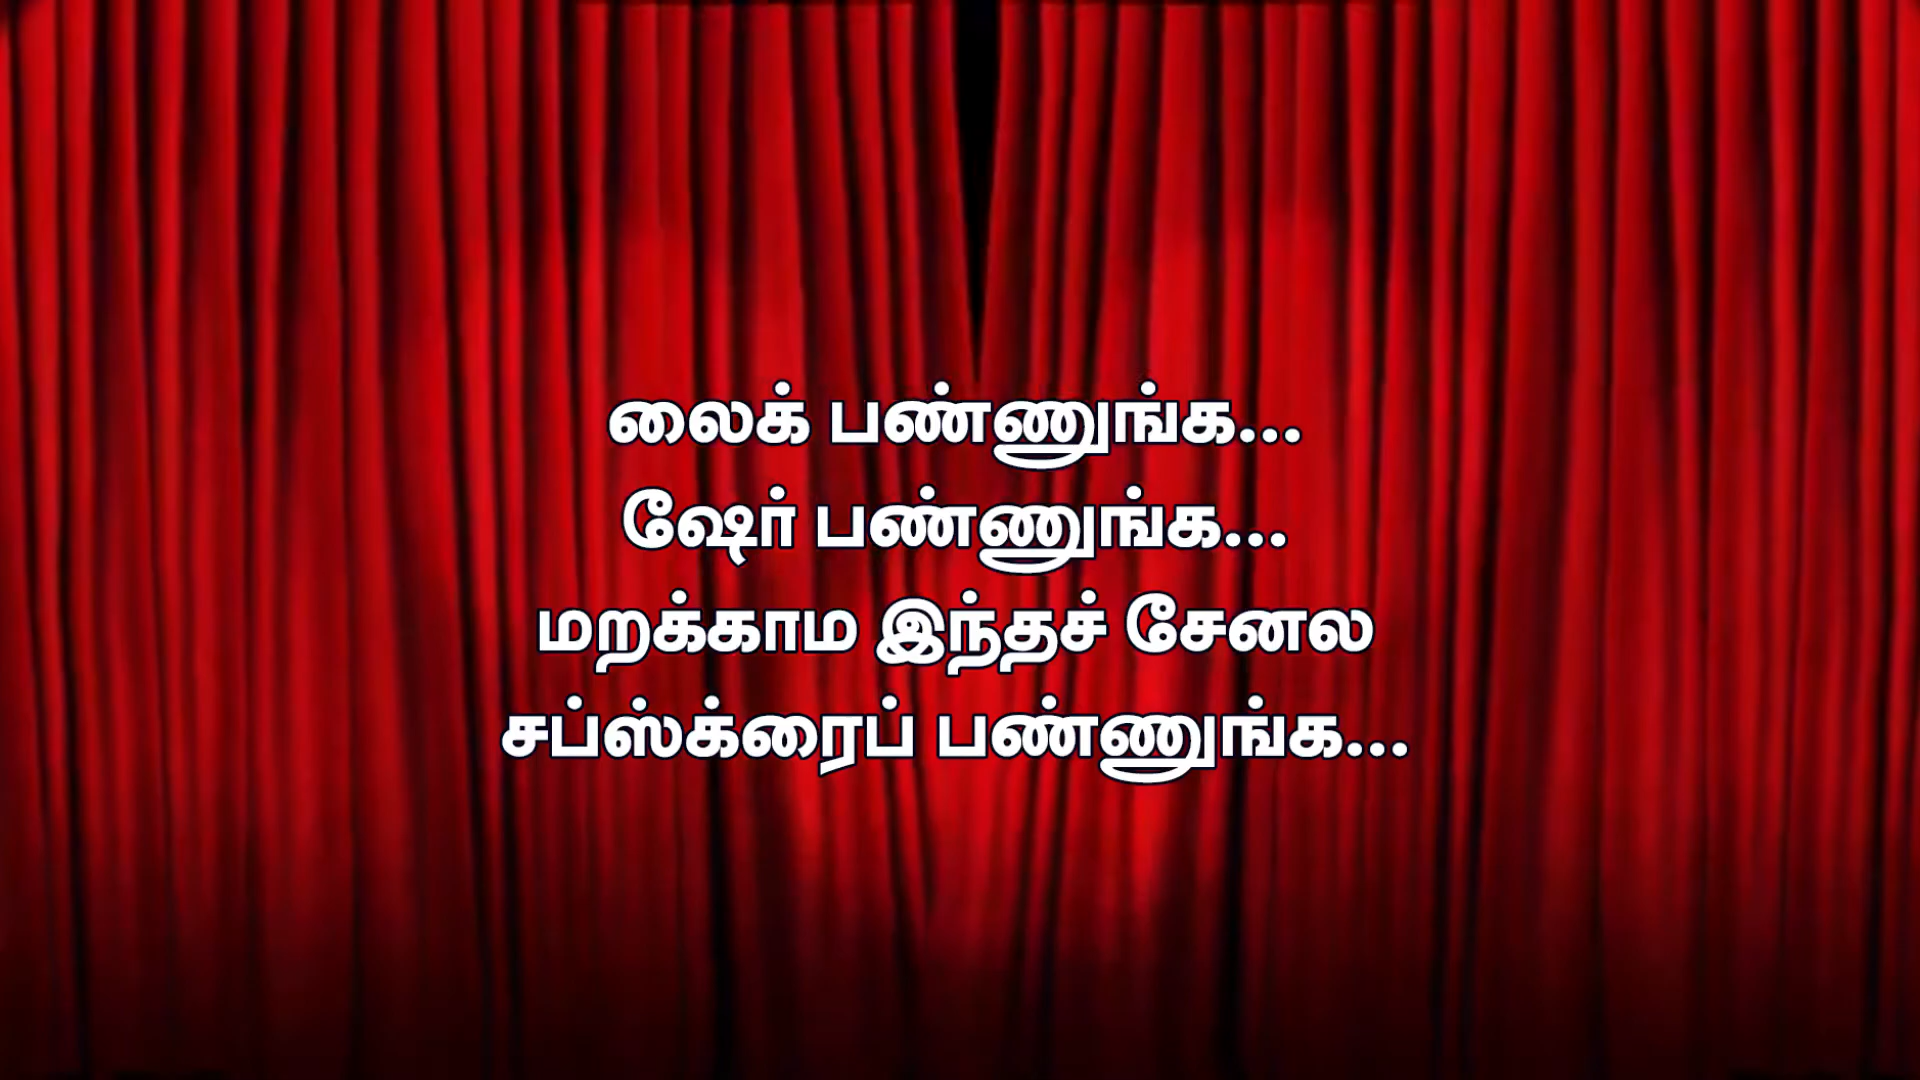 லைக் பண்ணுங்க...
ஷேர் பண்ணுங்க...
மறக்காம இந்தச் சேனல
சப்ஸ்க்ரைப் பண்ணுங்க...